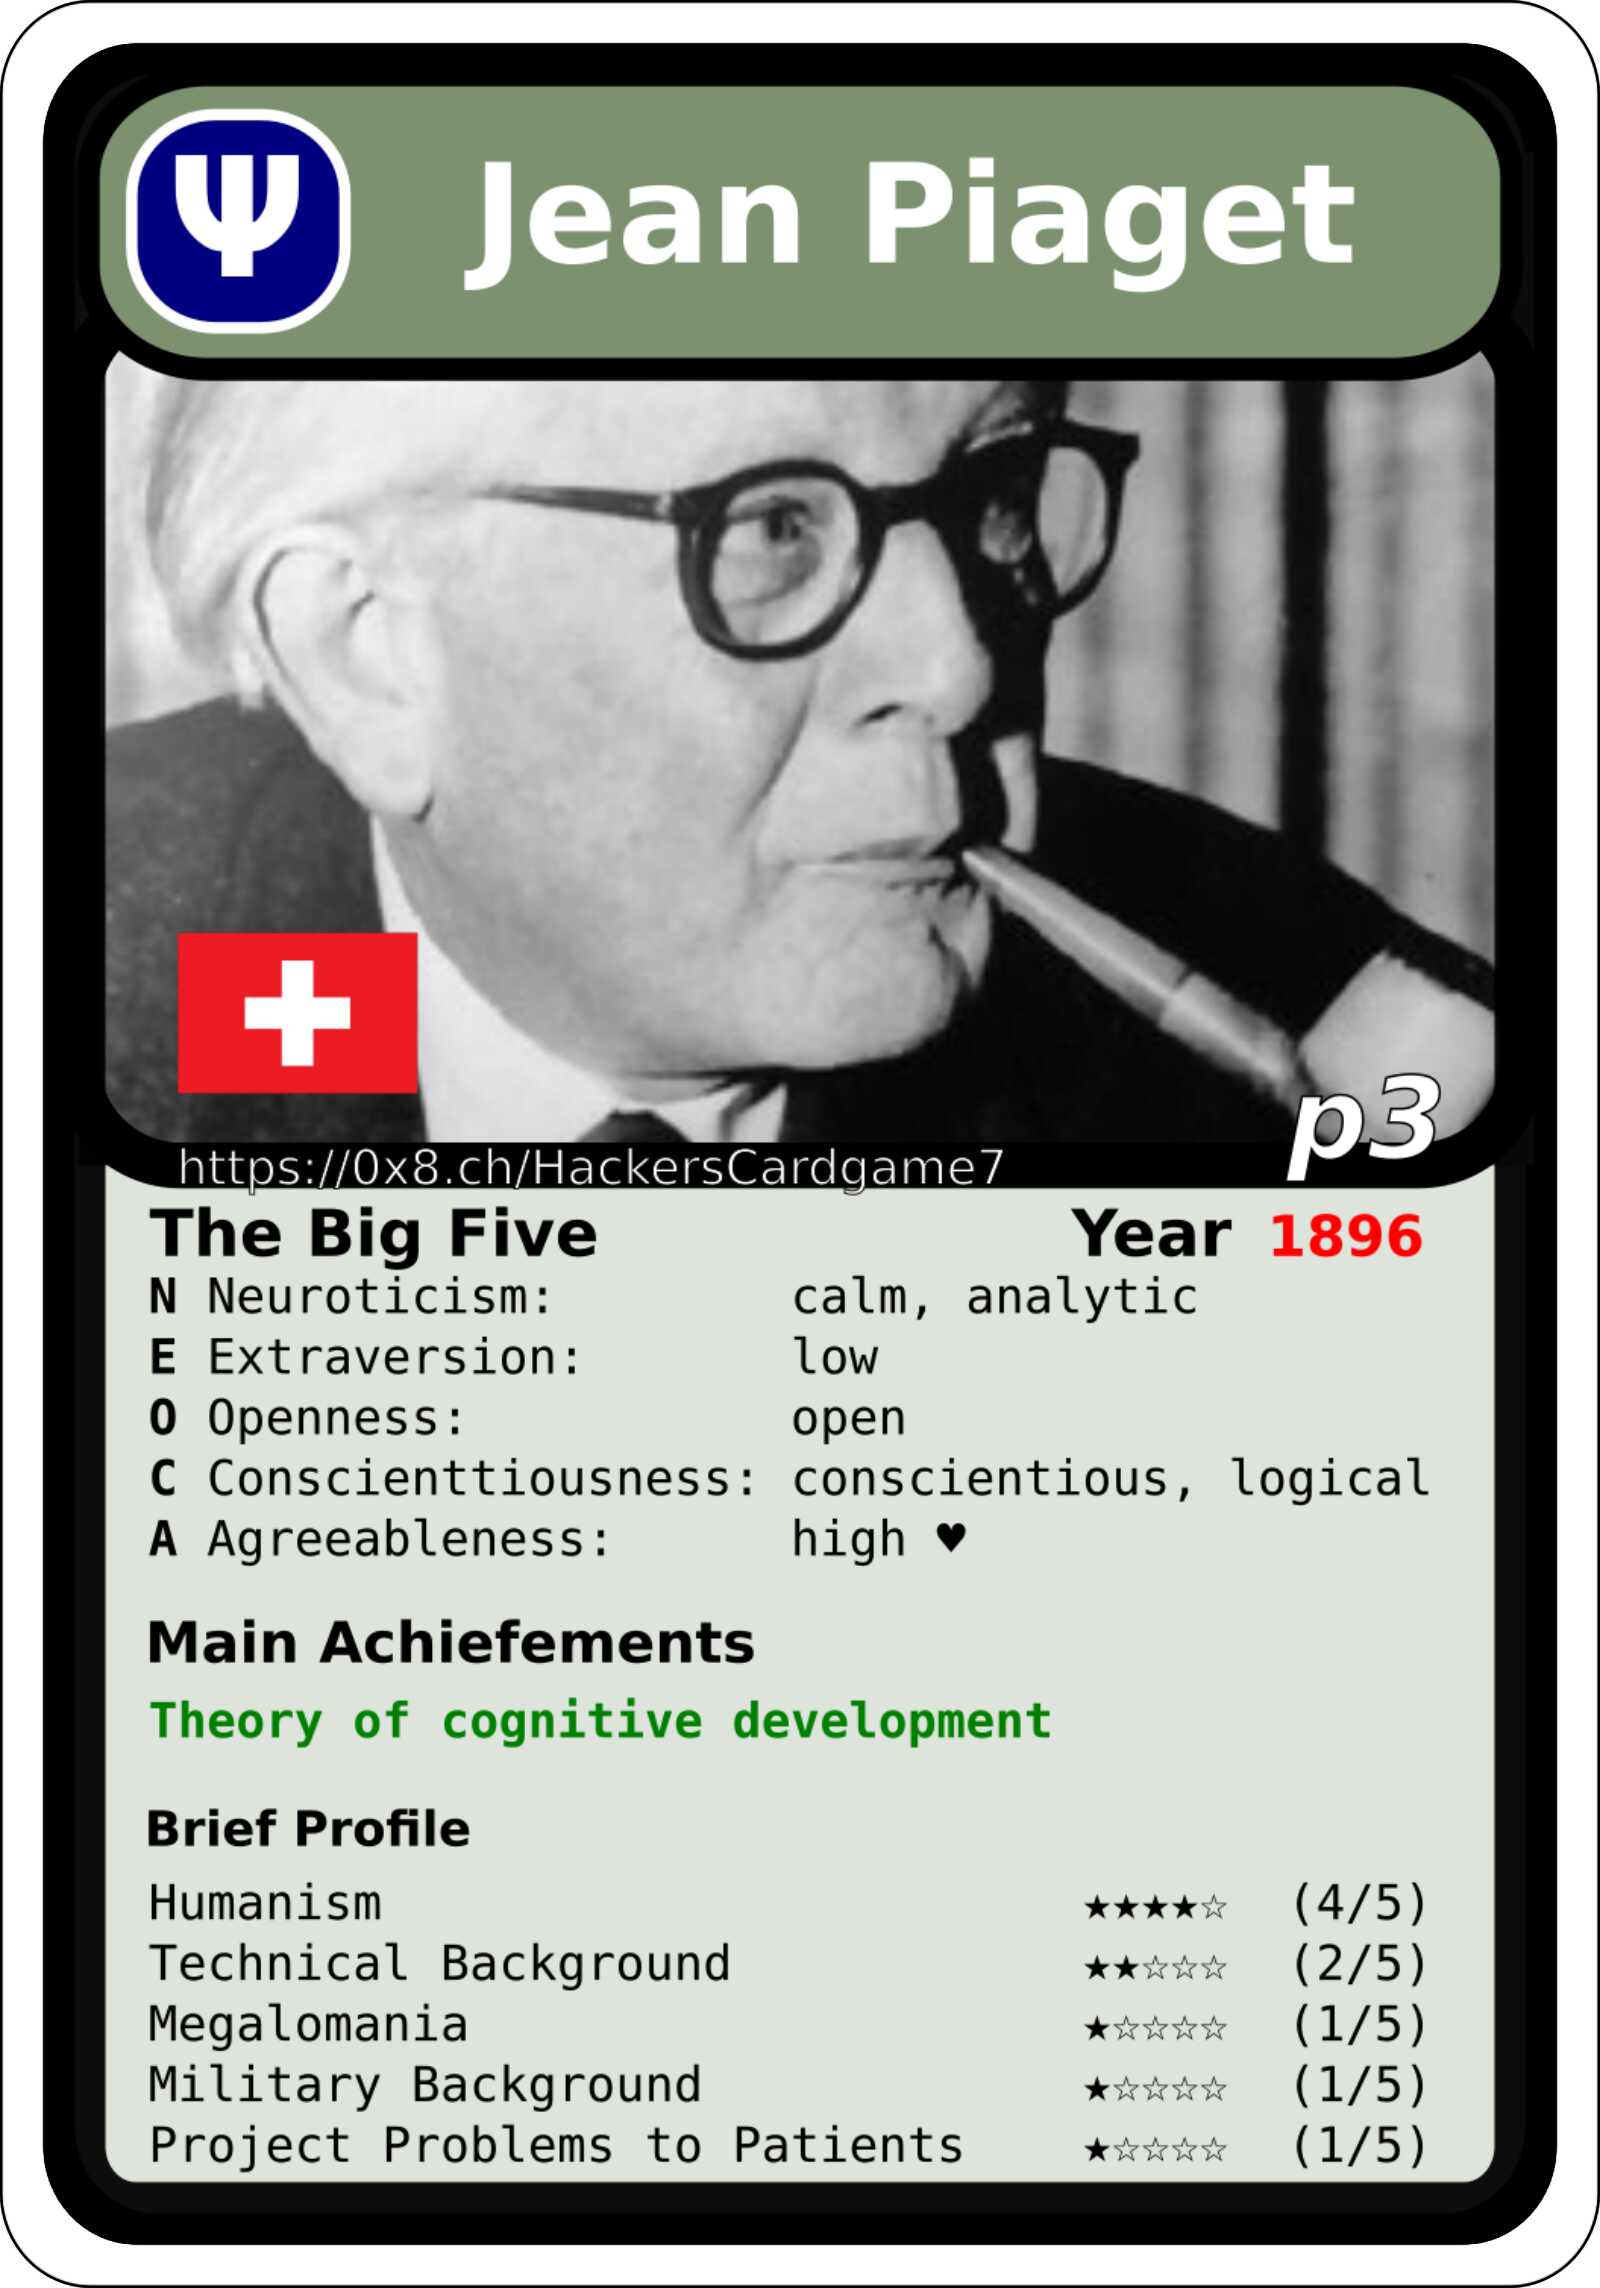 Ψ Jean Piaget
p3
https://0x8.ch/HackersCardgame7
The Big Five Year 1896
N Neuroticism: calm, analytic
E Extraversion: low
O Openness: open
C Conscienttiousness: conscientious, logical
A Agreeableness: high ♥
Main Achiefements
Theory of cognitive development
Brief Profile
Humanism ★★★★☆ (4/5)
Technical Background ★★☆☆☆ (2/5)
Megalomania ★☆☆☆☆ (1/5)
Military Background ★☆☆☆☆ (1/5)
Project Problems to Patients ★☆☆☆☆ (1/5)